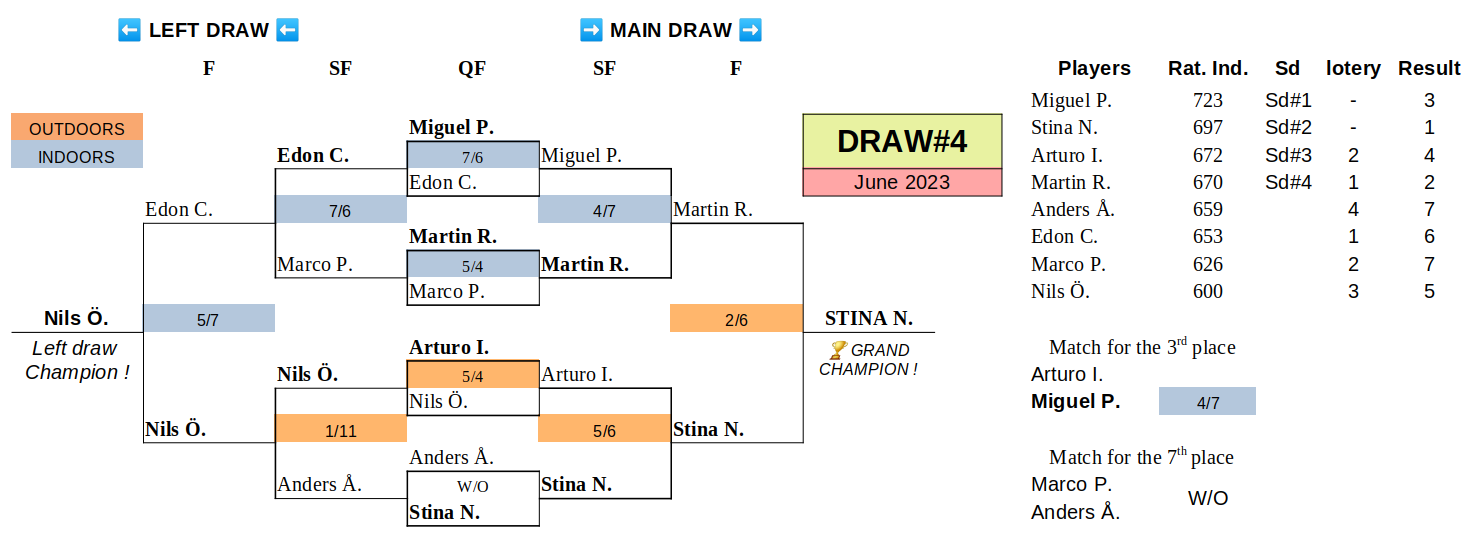 ⬅ LEFT DRAW ⬅ ➡ MAIN DRAW ➡
F SF QF SF F
Players Rat. Ind. Sd lotery Result
OUTDOORS
INDOORS
Miguel P.
Edon C. 7/6 Miguel P.
Edon C.
Edon C. 7/6 4/7 Martin R.
Martin R.
Marco P. 5/4 Martin R.
Marco P.
Nils Ö. 5/7 2/6 STINA N.
Left draw
Champion !
🏆 GRAND
CHAMPION !
Arturo I.
Nils Ö. 5/4 Arturo I.
Nils Ö.
Nils Ö. 1/11 5/6 Stina N.
Anders Å.
Anders Å. W/O Stina N.
Stina N.
DRAW#4
June 2023
Miguel P. 723 Sd#1 - 3
Stina N. 697 Sd#2 - 1
Arturo I. 672 Sd#3 2 4
Martin R. 670 Sd#4 1 2
Anders Å. 659 4 7
Edon C. 653 1 6
Marco P. 626 2 7
Nils Ö. 600 3 5
Match for the 3rd place
Arturo I.
Miguel P. 4/7
Match for the 7th place
Marco P.
W/O
Anders Å.